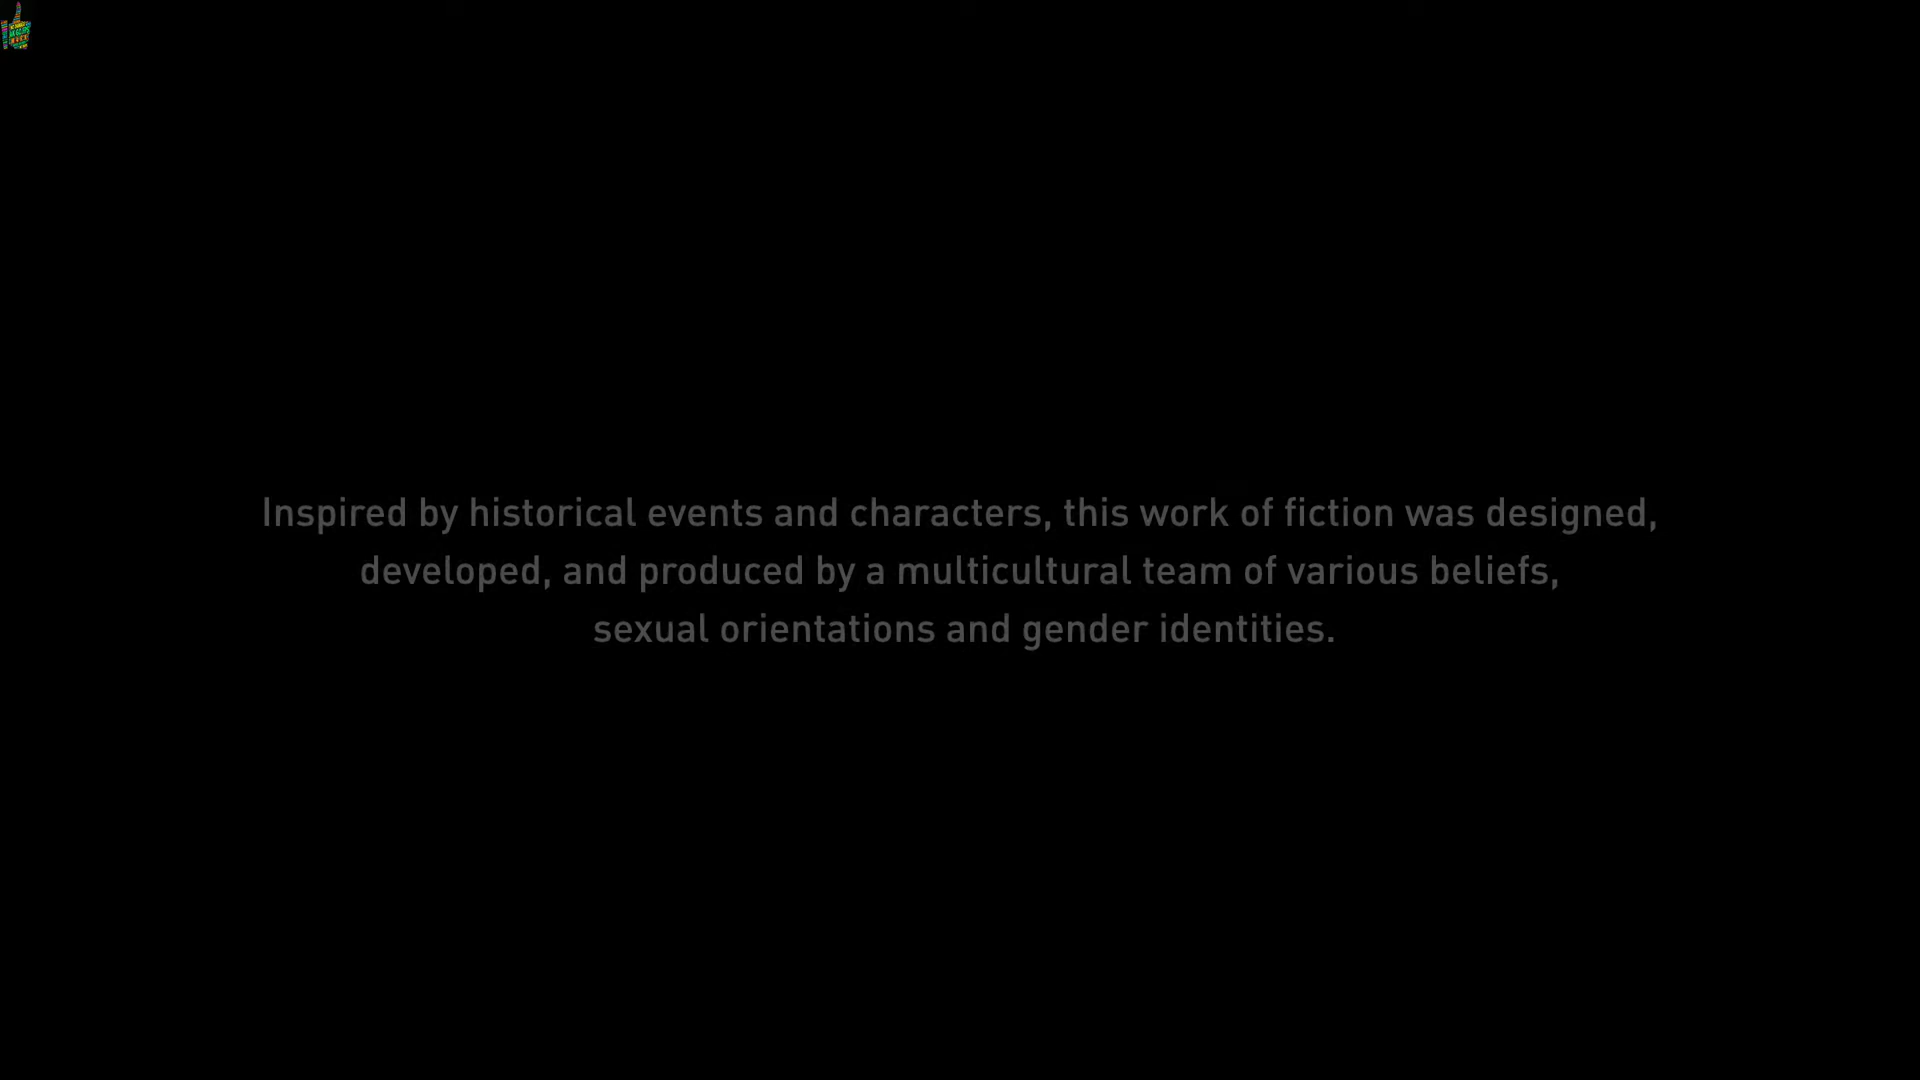 Inspired by historical events and characters, this work of fiction was designed,
developed, and produced by a multicultural team of various beliefs,
sexual orientations and gender identities.